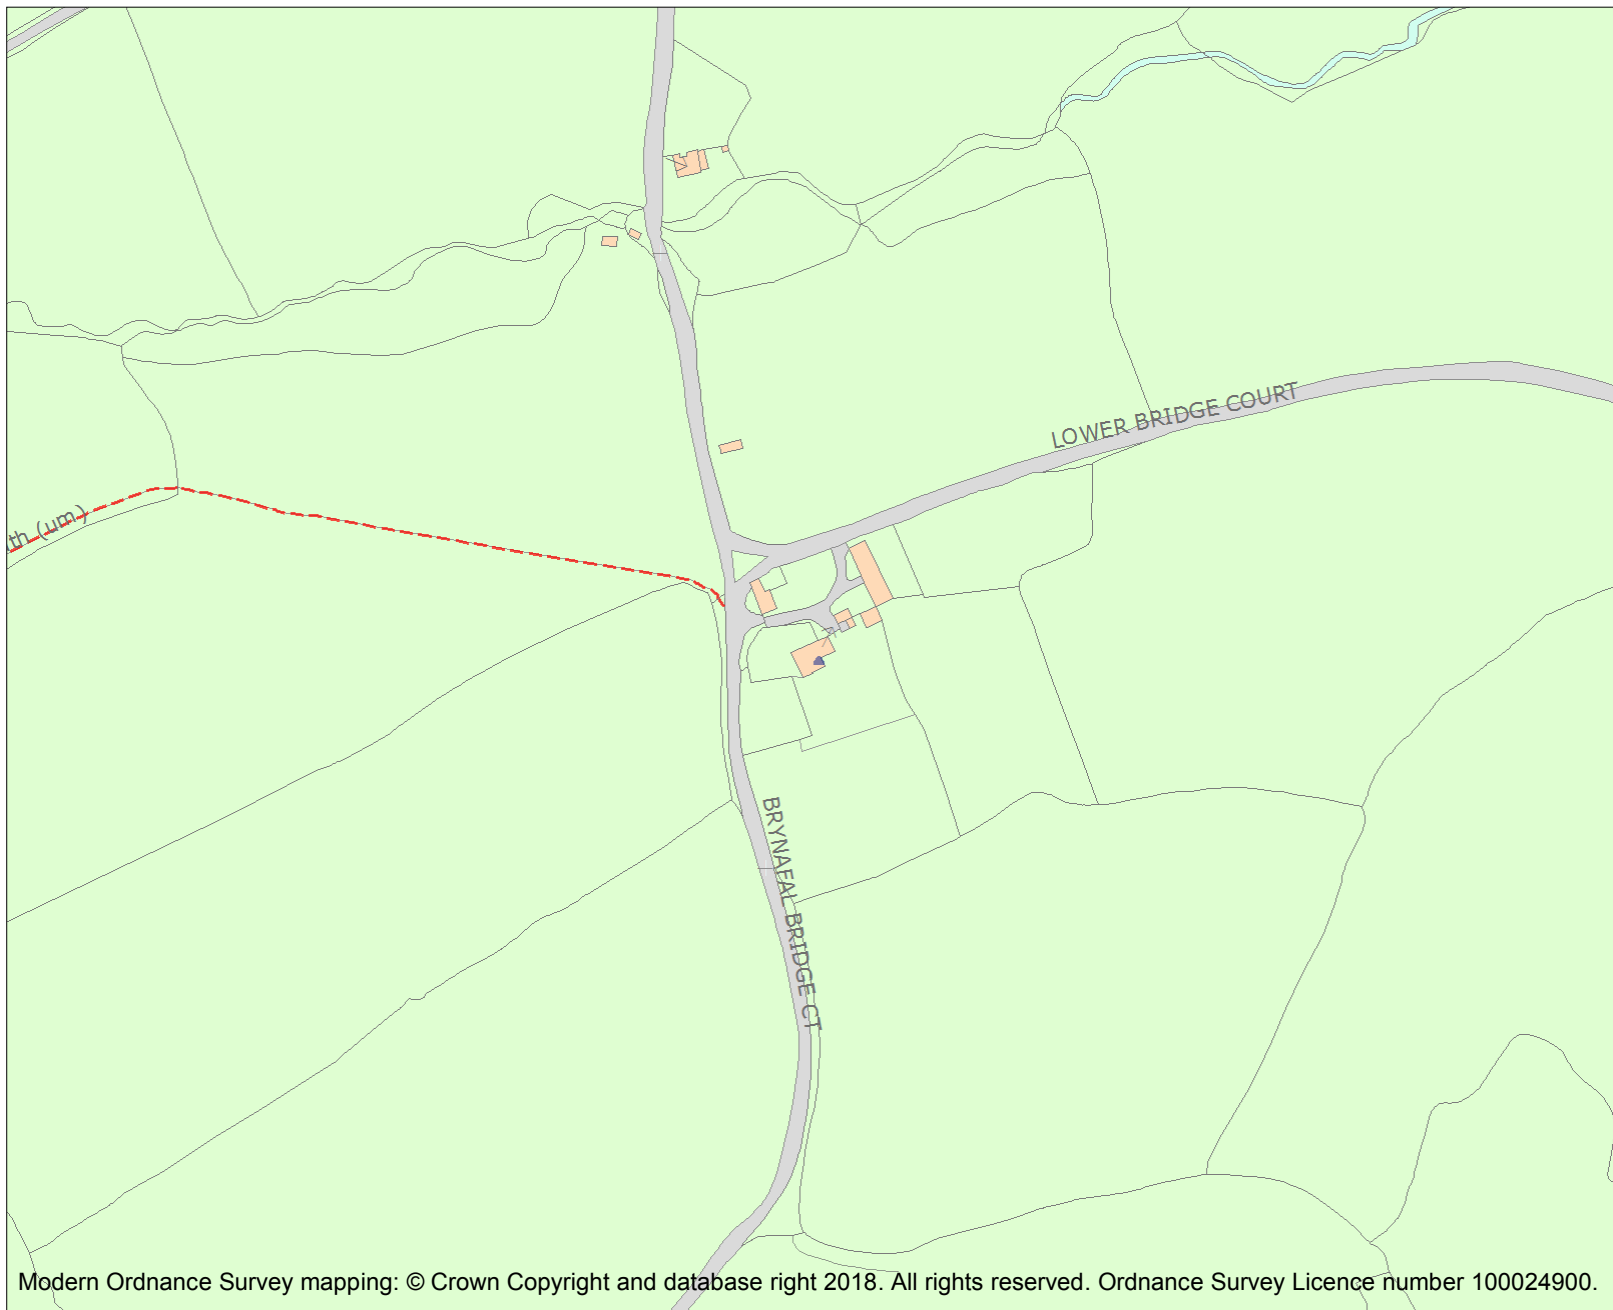 LOWER BRIDGE COURT
th (um)
BRYNAFAL BRIDGE CT
Modern Ordnance Survey mapping: © Crown Copyright and database right 2018. All rights reserved. Ordnance Survey Licence number 100024900.